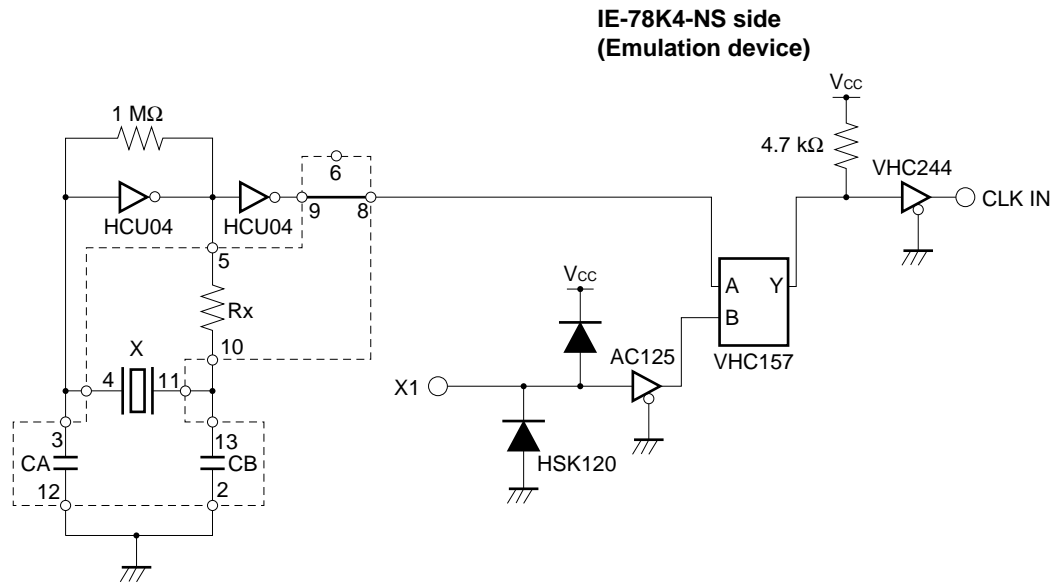 IE-78K4-NS side
(Emulation device)
VCC
1 MΩ
4.7 kΩ
VHC244
6
CLK IN
HCU04
HCU04
9
8
5
VCC
A
Y
Rx
B
X
10
AC125
VHC157
4
11
X1
3
13
CA
CB
HSK120
12
2